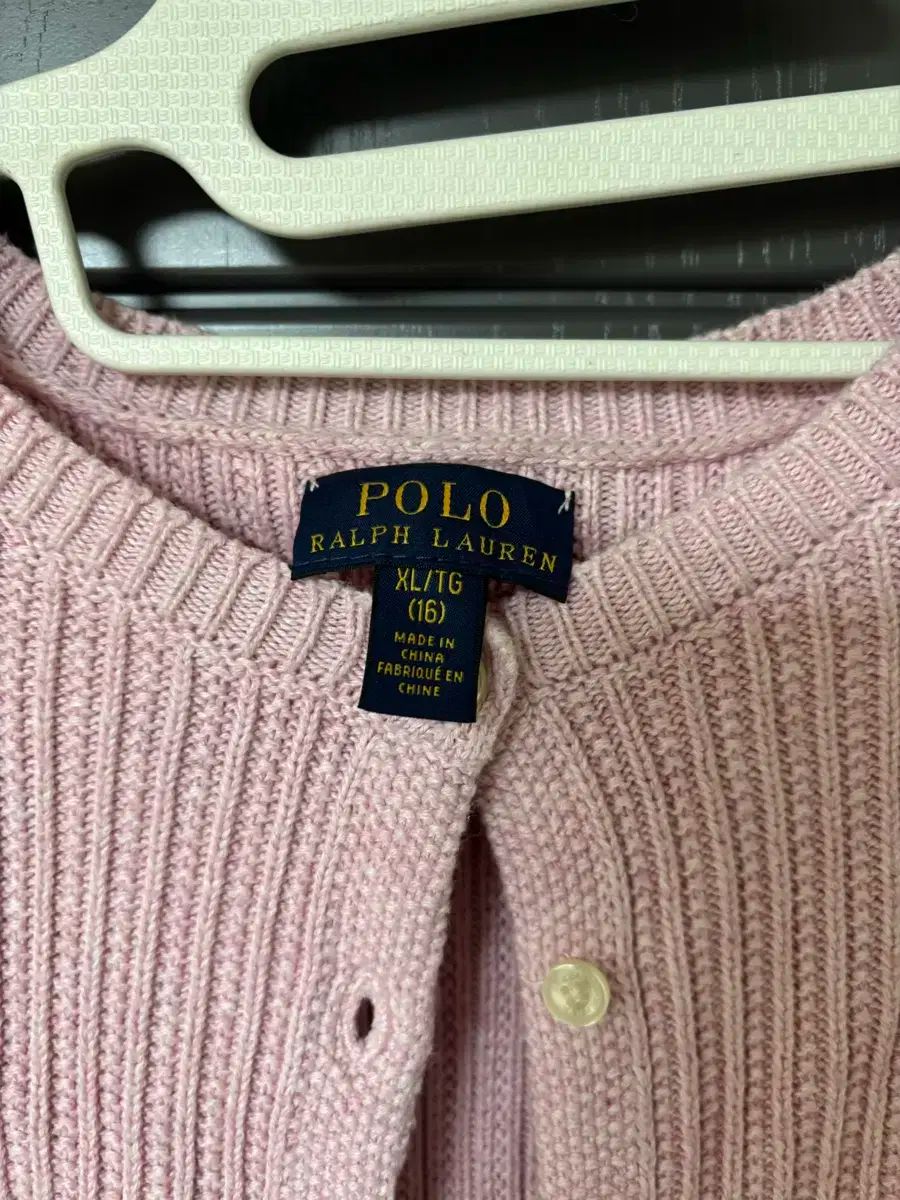 POLO
RALPH LAUREN
XL/TG
(16)
MADE IN
CHINA
FABRIQUÉ EN
CHINE